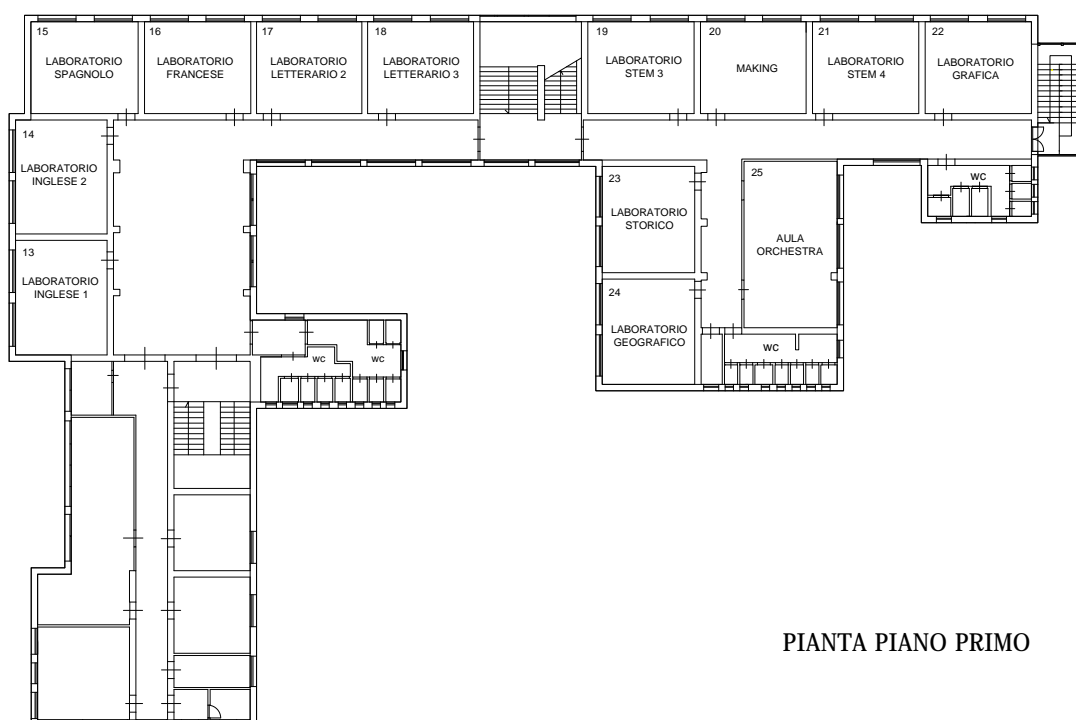 15
LABORATORIO
SPAGNOLO
16
LABORATORIO
FRANCESE
17
LABORATORIO
LETTERARIO 2
18
LABORATORIO
LETTERARIO 3
19
LABORATORIO
STEM 3
20
MAKING
21
LABORATORIO
STEM 4
22
LABORATORIO
GRAFICA
14
LABORATORIO
INGLESE 2
13
LABORATORIO
INGLESE 1
23
LABORATORIO
STORICO
24
LABORATORIO
GEOGRAFICO
25
AULA
ORCHESTRA
WC
WC
WC
WC
PIANTA PIANO PRIMO